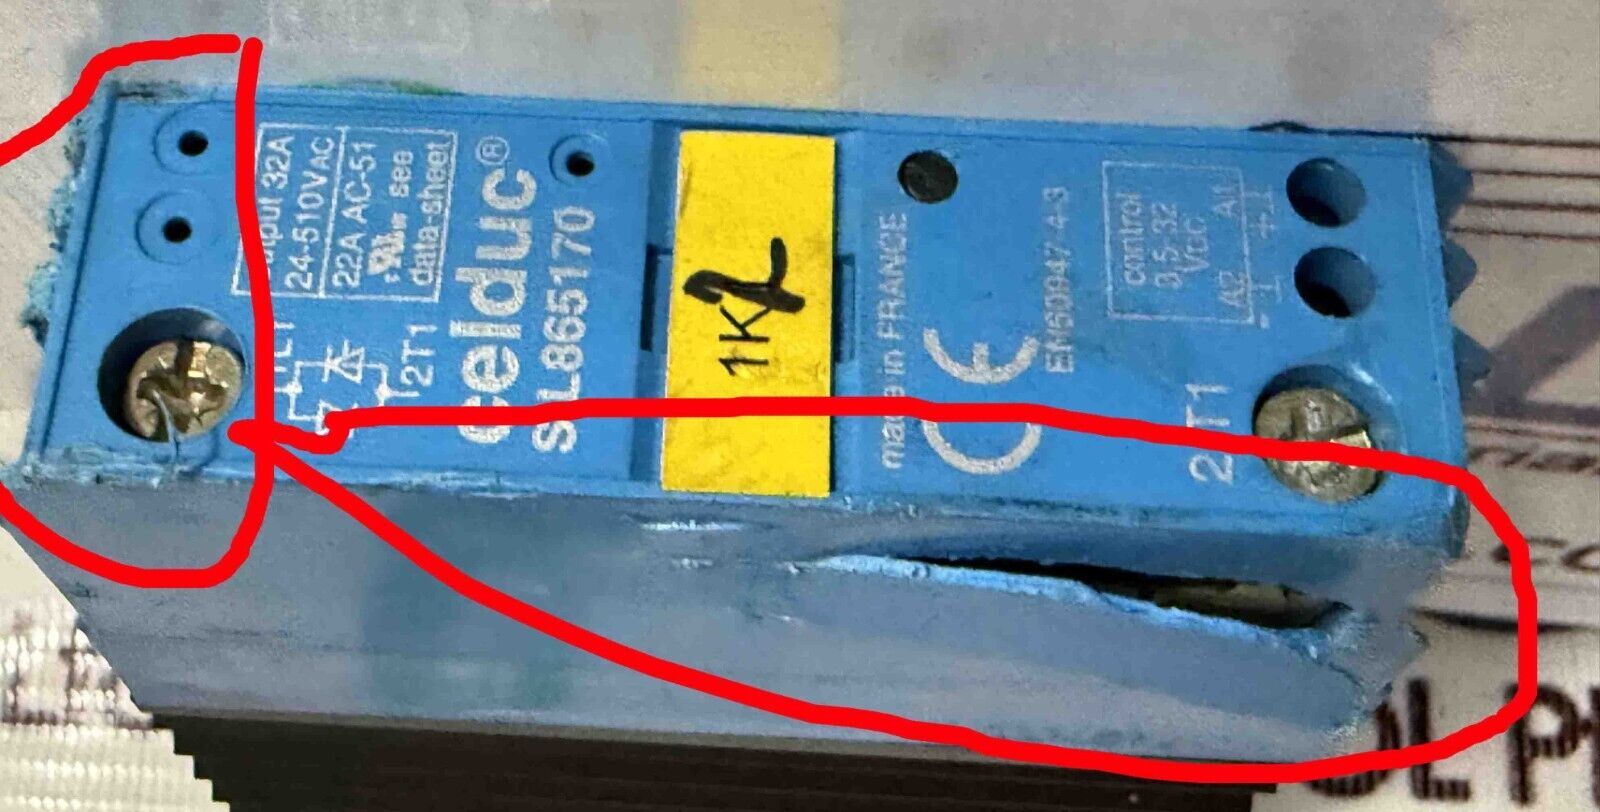 Output 32A
24-510VAC
22A AC-51
see
data-sheet
1L1
2T1
celduc®
SL865170
1K2
made in FRANCE
CE
EN60947-4-3
control
3,5-32
VDC
A2 A1
- +
2T1